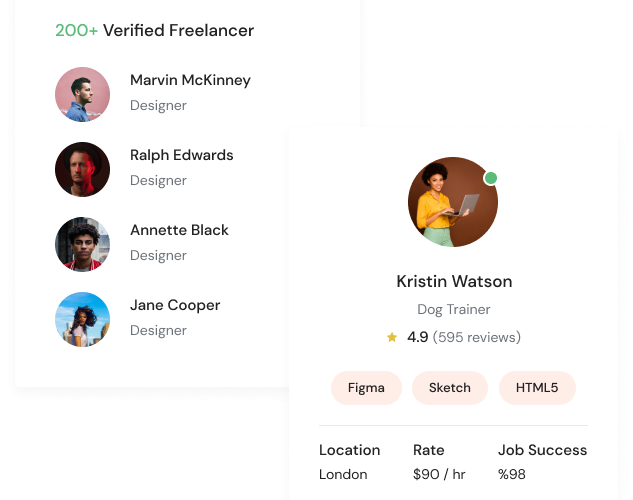 200+ Verified Freelancer
Marvin McKinney
Designer
Ralph Edwards
Designer
Annette Black
Designer
Jane Cooper
Designer
Kristin Watson
Dog Trainer
4.9 (595 reviews)
Figma Sketch HTML5
Location Rate Job Success
London $90 / hr %98